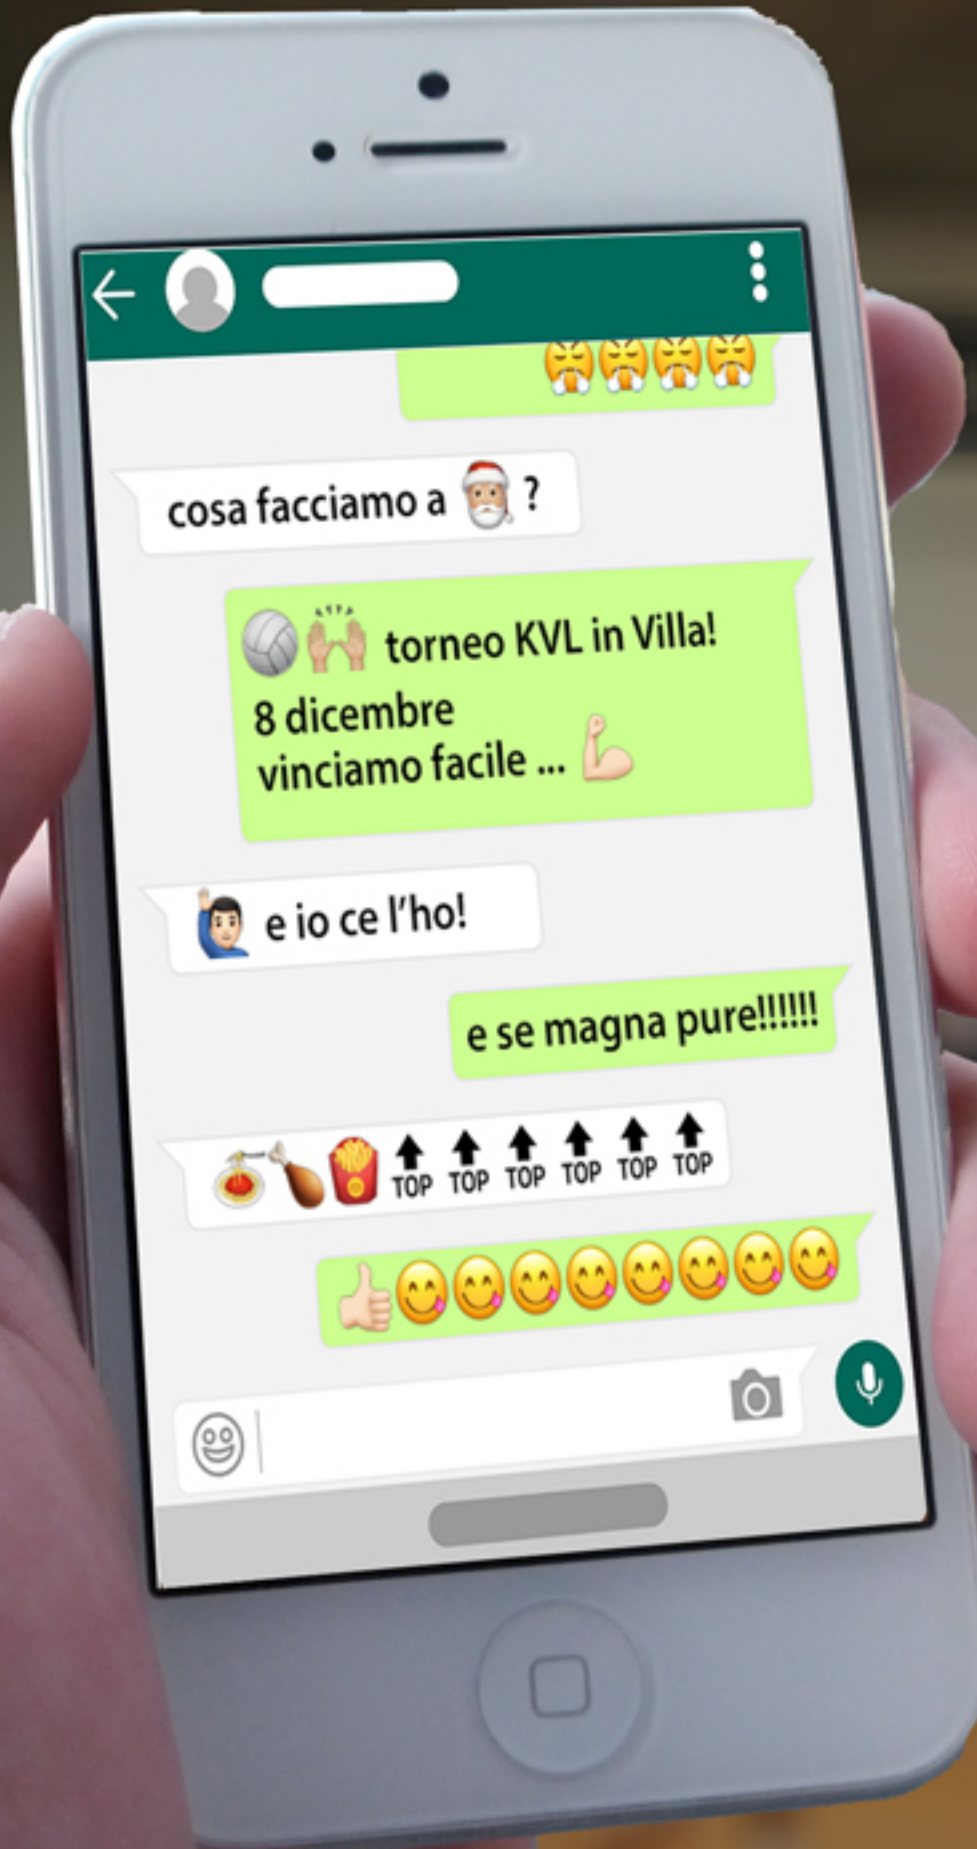 😤😤😤😤
cosa facciamo a 🎅🏼 ?
🏐🙌🏼 torneo KVL in Villa!
8 dicembre
vinciamo facile ... 💪🏻
🙋🏻‍♂️ e io ce l'ho!
e se magna pure!!!!!!
🍝🍗🍟 TOP TOP TOP TOP TOP TOP
👍🏻😋😋😋😋😋😋😋😋